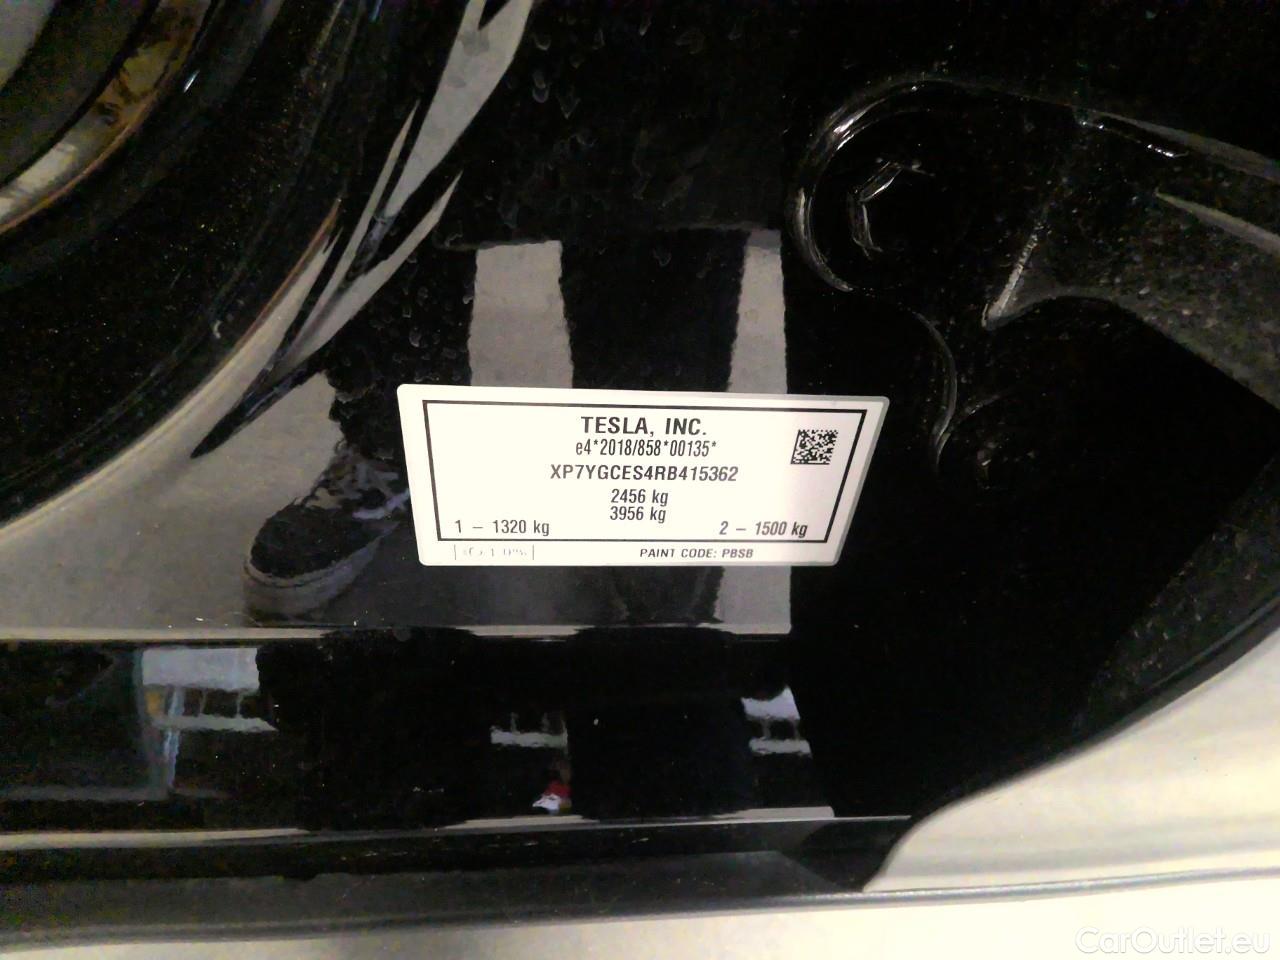 TESLA, INC.
e4*2018/858*00135*
XP7YGCES4RB415362
2456 kg
3956 kg
1 – 1320 kg 2 – 1500 kg
PAINT CODE: PBSB
CarOutlet.eu